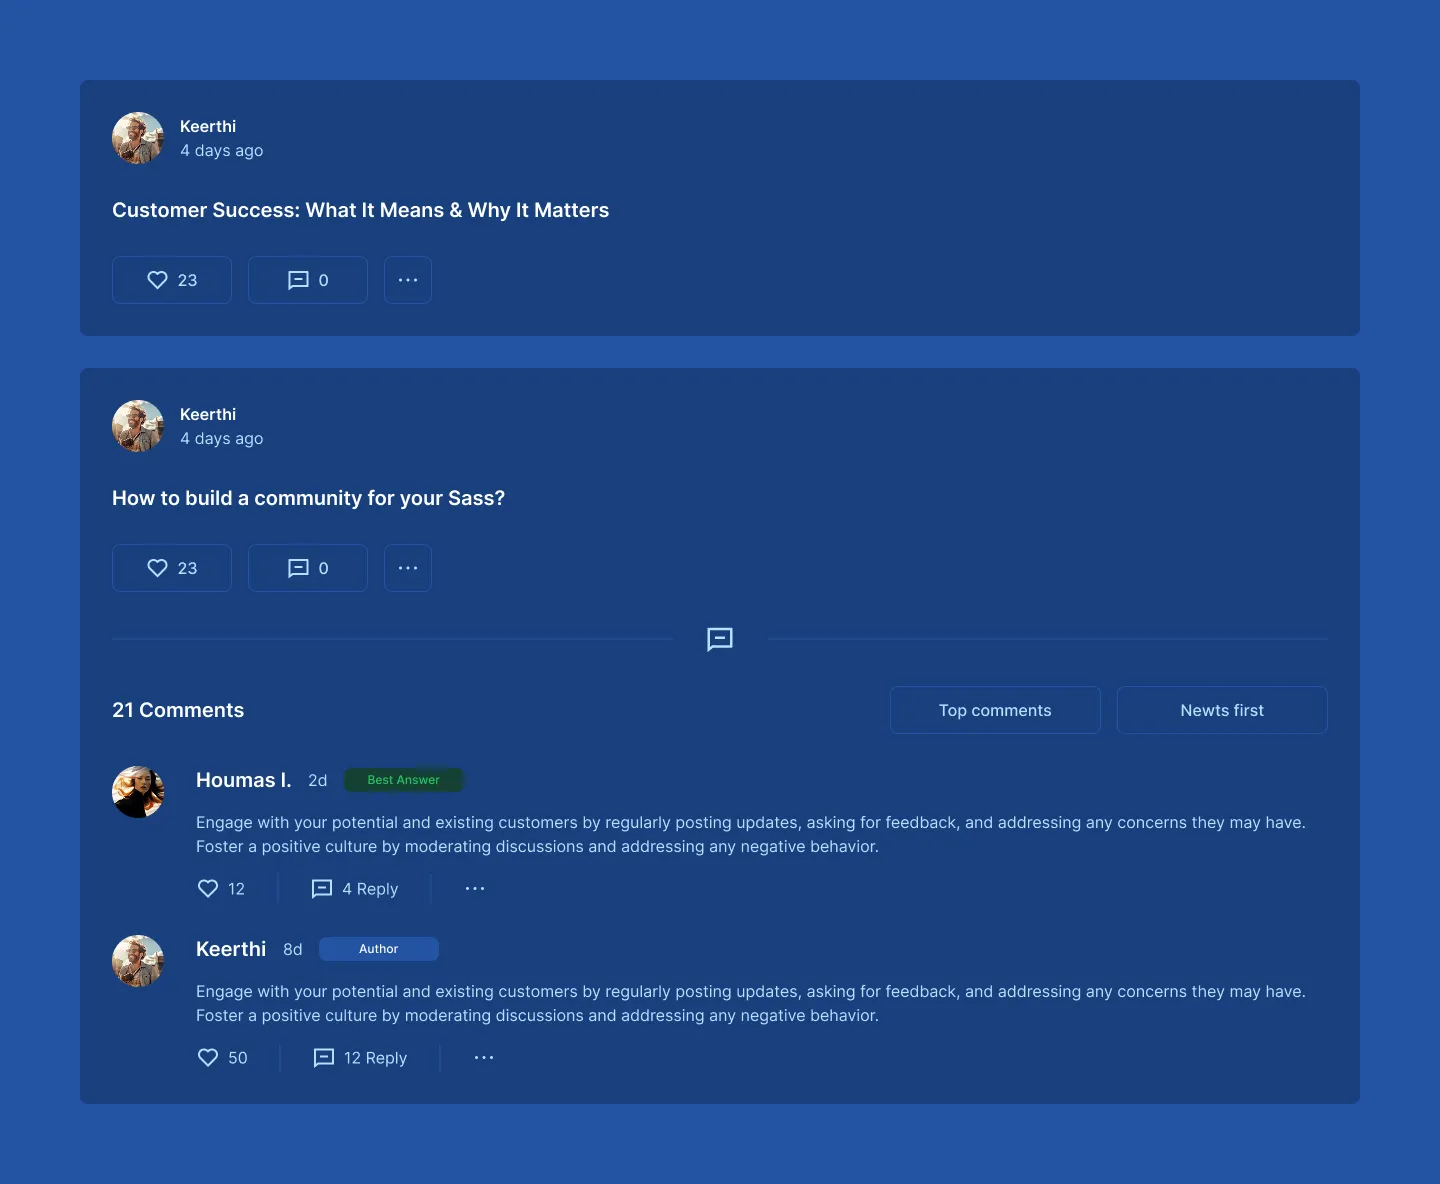 Keerthi
4 days ago
Customer Success: What It Means & Why It Matters
23
0
Keerthi
4 days ago
How to build a community for your Sass?
23
0
21 Comments
Top comments
Newts first
Houmas I. 2d Best Answer
Engage with your potential and existing customers by regularly posting updates, asking for feedback, and addressing any concerns they may have.
Foster a positive culture by moderating discussions and addressing any negative behavior.
12
4 Reply
Keerthi 8d Author
Engage with your potential and existing customers by regularly posting updates, asking for feedback, and addressing any concerns they may have.
Foster a positive culture by moderating discussions and addressing any negative behavior.
50
12 Reply